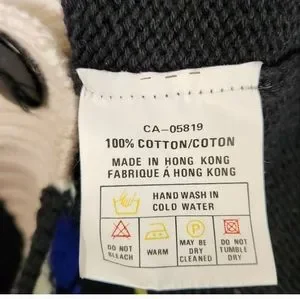 CA-05819
100% COTTON/COTON
MADE IN HONG KONG
FABRIQUE Á HONG KONG
HAND WASH IN
COLD WATER
DO NOT
BLEACH
WARM
P
MAY BE
DRY
CLEANED
DO NOT
TUMBLE
DRY